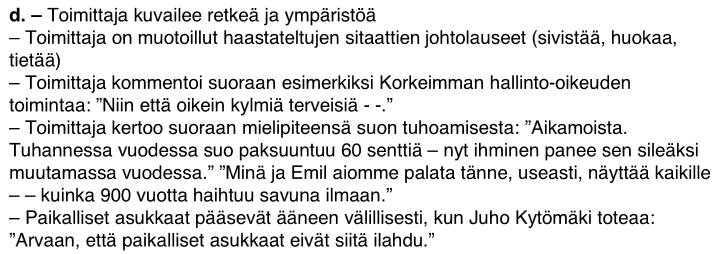 d. – Toimittaja kuvailee retkeä ja ympäristöä
– Toimittaja on muotoillut haastateltujen sitaattien johtolauseet (sivistää, huokaa,
tietää)
– Toimittaja kommentoi suoraan esimerkiksi Korkeimman hallinto-oikeuden
toimintaa: ”Niin että oikein kylmiä terveisiä - -.”
– Toimittaja kertoo suoraan mielipiteensä suon tuhoamisesta: ”Aikamoista.
Tuhannessa vuodessa suo paksuuntuu 60 senttiä – nyt ihminen panee sen sileäksi
muutamassa vuodessa.” ”Minä ja Emil aiomme palata tänne, useasti, näyttää kaikille
– – kuinka 900 vuotta haihtuu savuna ilmaan.”
– Paikalliset asukkaat pääsevät ääneen välillisesti, kun Juho Kytömäki toteaa:
”Arvaan, että paikalliset asukkaat eivät siitä ilahdu.”